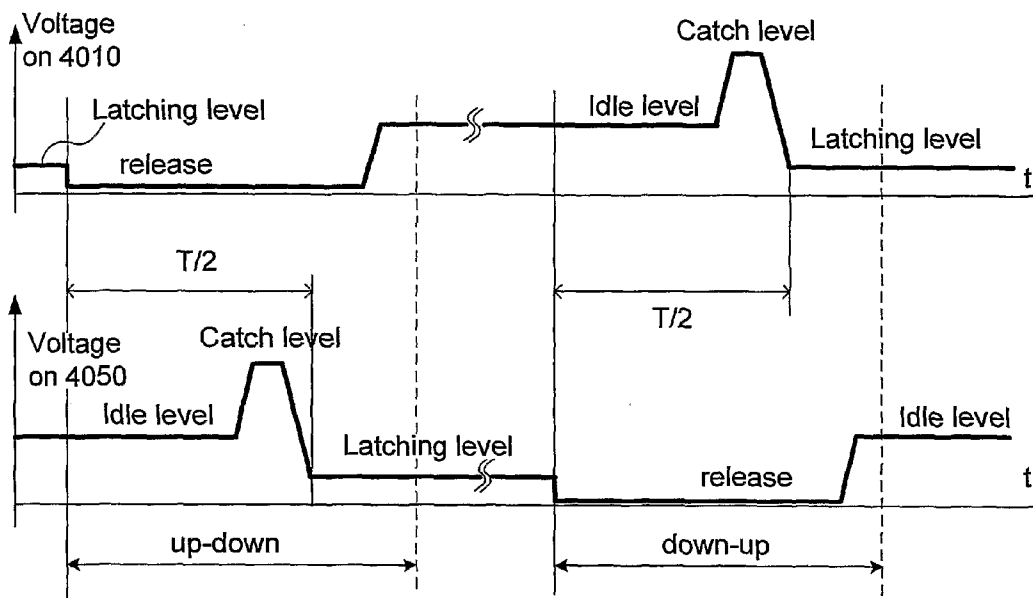 Voltage
on 4010
Catch level
Latching level
Idle level
release
Latching level
t
T/2
T/2
Voltage
on 4050
Catch level
Idle level
Idle level
Latching level
release
t
up-down
down-up